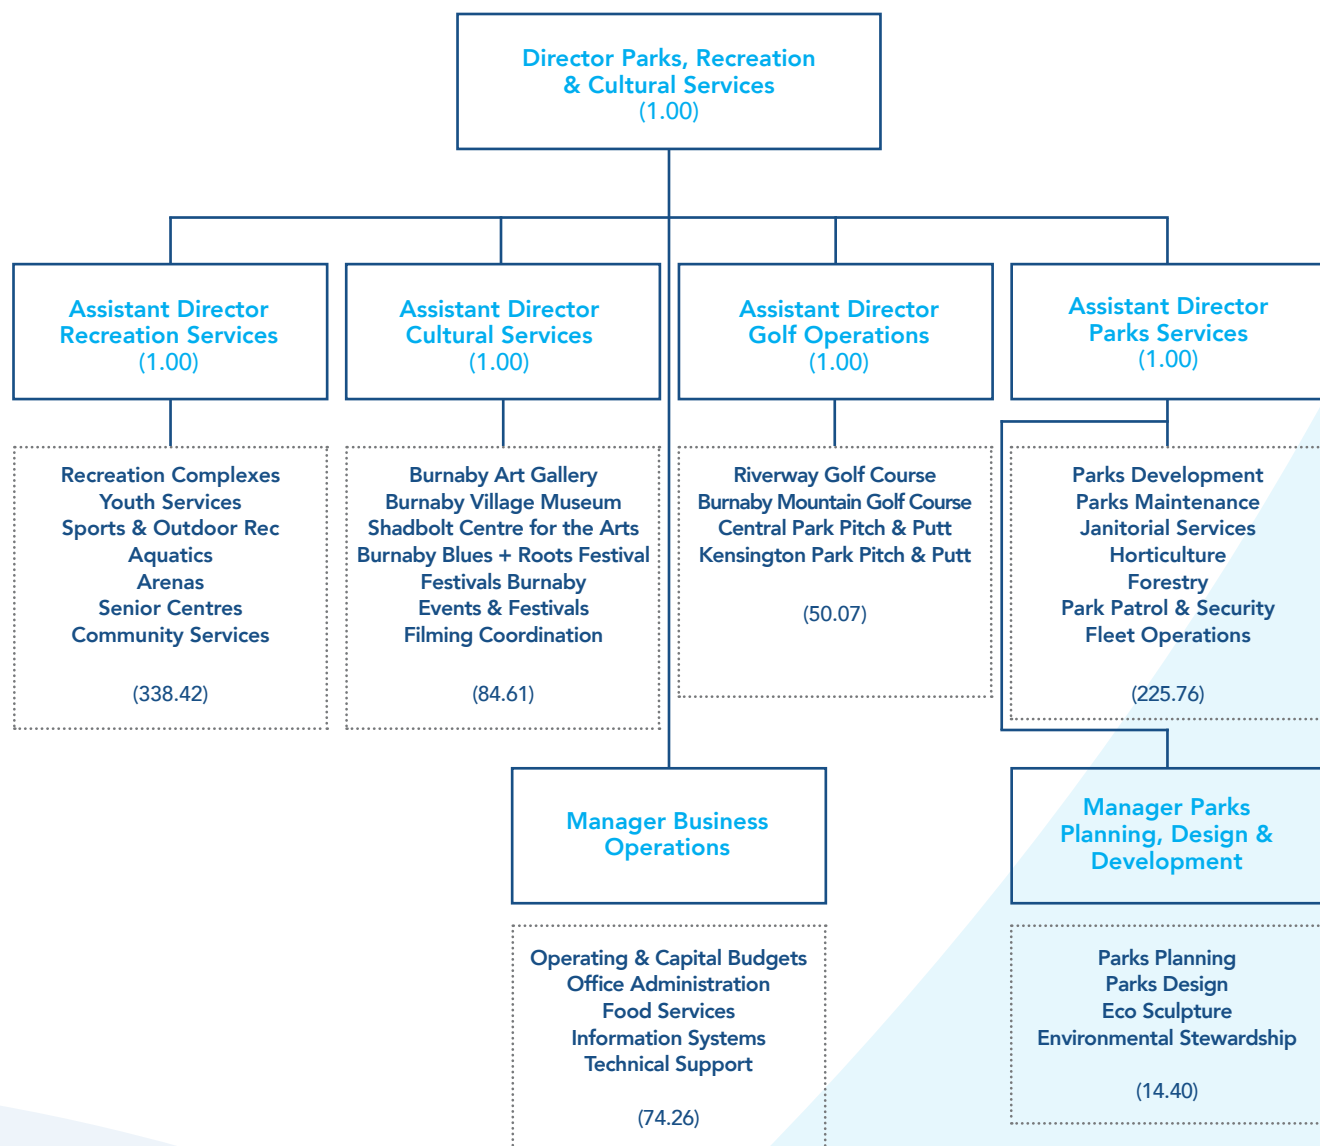 Director Parks, Recreation
& Cultural Services
(1.00)
Assistant Director
Recreation Services
(1.00)
Assistant Director
Cultural Services
(1.00)
Assistant Director
Golf Operations
(1.00)
Assistant Director
Parks Services
(1.00)
Recreation Complexes
Youth Services
Sports & Outdoor Rec
Aquatics
Arenas
Senior Centres
Community Services
(338.42)
Burnaby Art Gallery
Burnaby Village Museum
Shadbolt Centre for the Arts
Burnaby Blues + Roots Festival
Festivals Burnaby
Events & Festivals
Filming Coordination
(84.61)
Riverway Golf Course
Burnaby Mountain Golf Course
Central Park Pitch & Putt
Kensington Park Pitch & Putt
(50.07)
Parks Development
Parks Maintenance
Janitorial Services
Horticulture
Forestry
Park Patrol & Security
Fleet Operations
(225.76)
Manager Business
Operations
Manager Parks
Planning, Design &
Development
Operating & Capital Budgets
Office Administration
Food Services
Information Systems
Technical Support
(74.26)
Parks Planning
Parks Design
Eco Sculpture
Environmental Stewardship
(14.40)